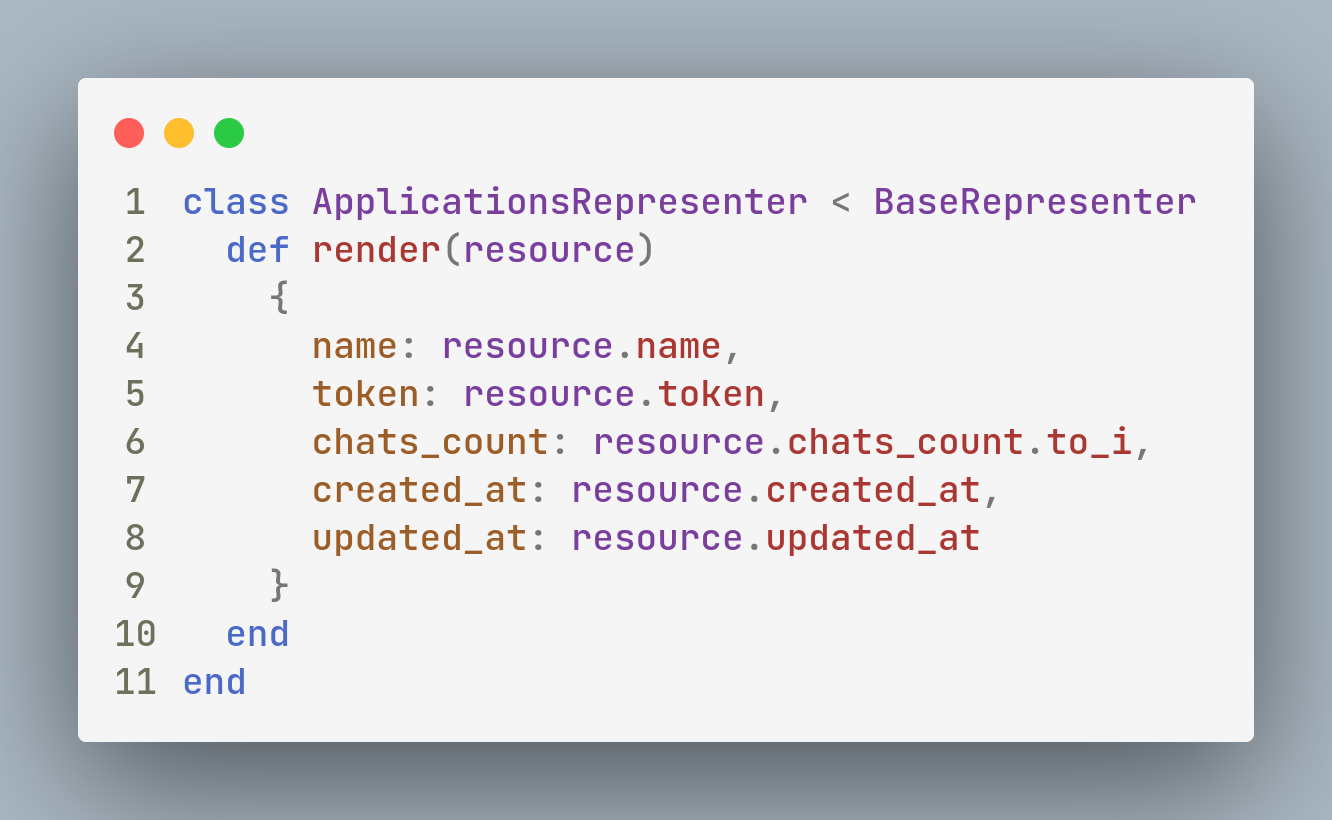 1 class ApplicationsRepresenter < BaseRepresenter
2   def render(resource)
3     {
4       name: resource.name,
5       token: resource.token,
6       chats_count: resource.chats_count.to_i,
7       created_at: resource.created_at,
8       updated_at: resource.updated_at
9     }
10   end
11 end